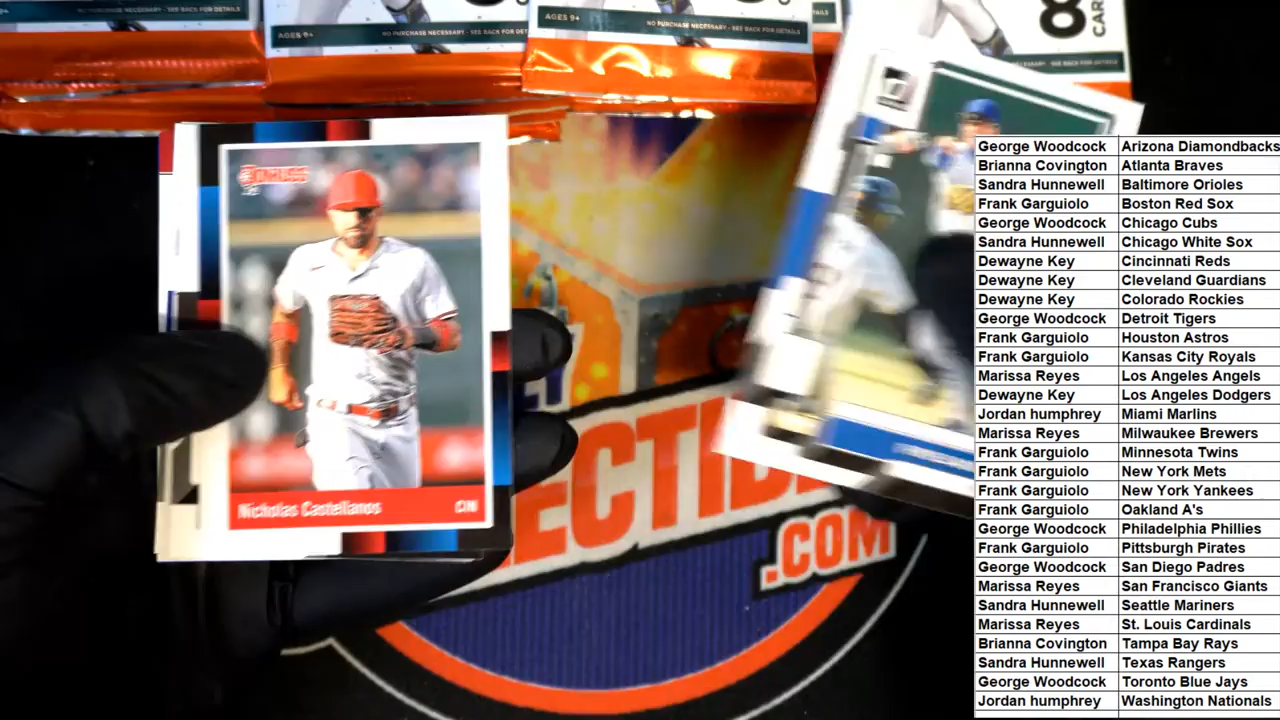 AGES 9+
NO PURCHASE NECESSARY - SEE BACK FOR DETAILS
AGES 9+
NO PURCHASE NECESSARY - SEE BACK FOR DET
8
CARDS
Nicholas Castellanos CIN
ECTIB
.COM
George Woodcock Arizona Diamondbacks
Brianna Covington Atlanta Braves
Sandra Hunnewell Baltimore Orioles
Frank Garguiolo Boston Red Sox
George Woodcock Chicago Cubs
Sandra Hunnewell Chicago White Sox
Dewayne Key Cincinnati Reds
Dewayne Key Cleveland Guardians
Dewayne Key Colorado Rockies
George Woodcock Detroit Tigers
Frank Garguiolo Houston Astros
Frank Garguiolo Kansas City Royals
Marissa Reyes Los Angeles Angels
Dewayne Key Los Angeles Dodgers
Jordan humphrey Miami Marlins
Marissa Reyes Milwaukee Brewers
Frank Garguiolo Minnesota Twins
Frank Garguiolo New York Mets
Frank Garguiolo New York Yankees
Frank Garguiolo Oakland A's
George Woodcock Philadelphia Phillies
Frank Garguiolo Pittsburgh Pirates
George Woodcock San Diego Padres
Marissa Reyes San Francisco Giants
Sandra Hunnewell Seattle Mariners
Marissa Reyes St. Louis Cardinals
Brianna Covington Tampa Bay Rays
Sandra Hunnewell Texas Rangers
George Woodcock Toronto Blue Jays
Jordan humphrey Washington Nationals